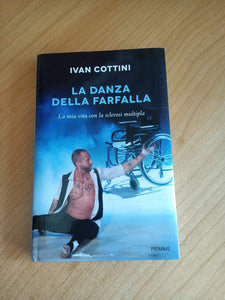 IVAN COTTINI
LA DANZA
DELLA FARFALLA
La mia vita con la sclerosi multipla
PIEMME